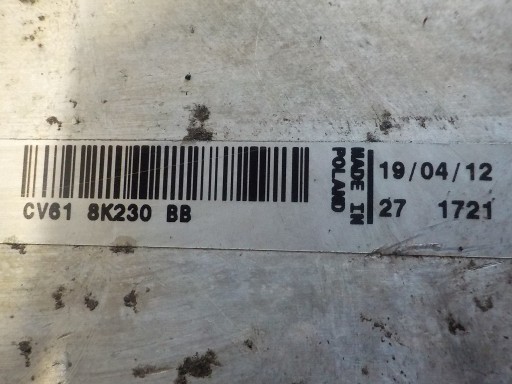 CV61 8K230 BB
MADE IN
POLAND
19/04/12
27 1721